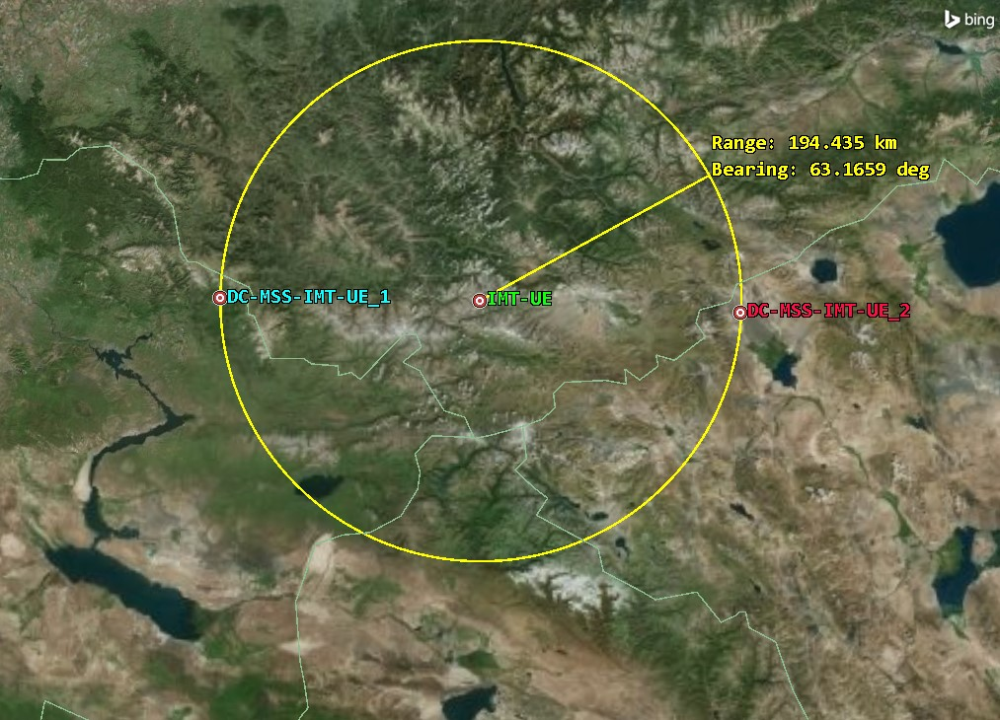 bing
Range: 194.435 km
Bearing: 63.1659 deg
DC-MSS-IMT-UE_1
IMT-UE
DC-MSS-IMT-UE_2